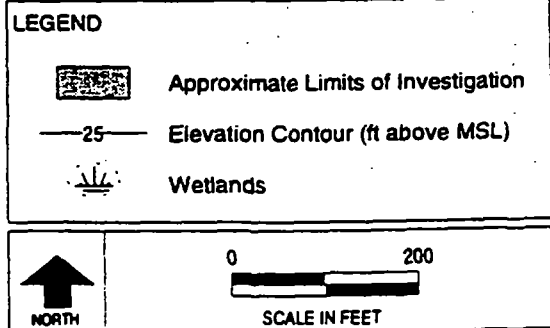 LEGEND
Approximate Limits of Investigation
25 Elevation Contour (ft above MSL)
Wetlands
0 200
NORTH SCALE IN FEET